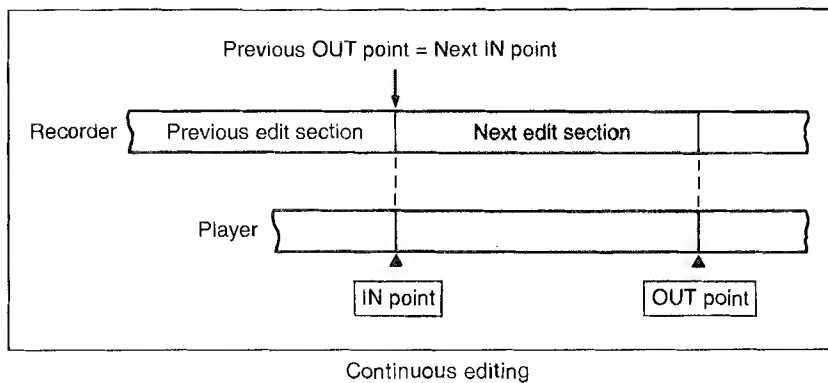 Previous OUT point = Next IN point
Recorder
Previous edit section
Next edit section
Player
IN point
OUT point
Continuous editing